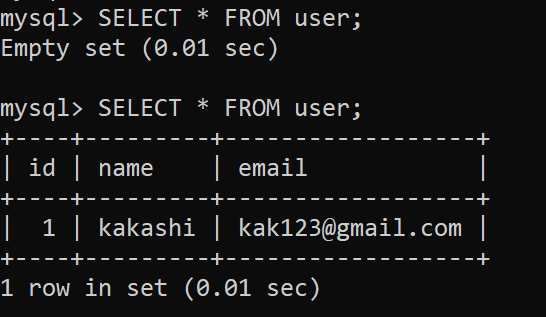 mysql> SELECT * FROM user;
Empty set (0.01 sec)

mysql> SELECT * FROM user;
+----+---------+------------------+
| id | name    | email            |
+----+---------+------------------+
|  1 | kakashi | kak123@gmail.com |
+----+---------+------------------+
1 row in set (0.01 sec)